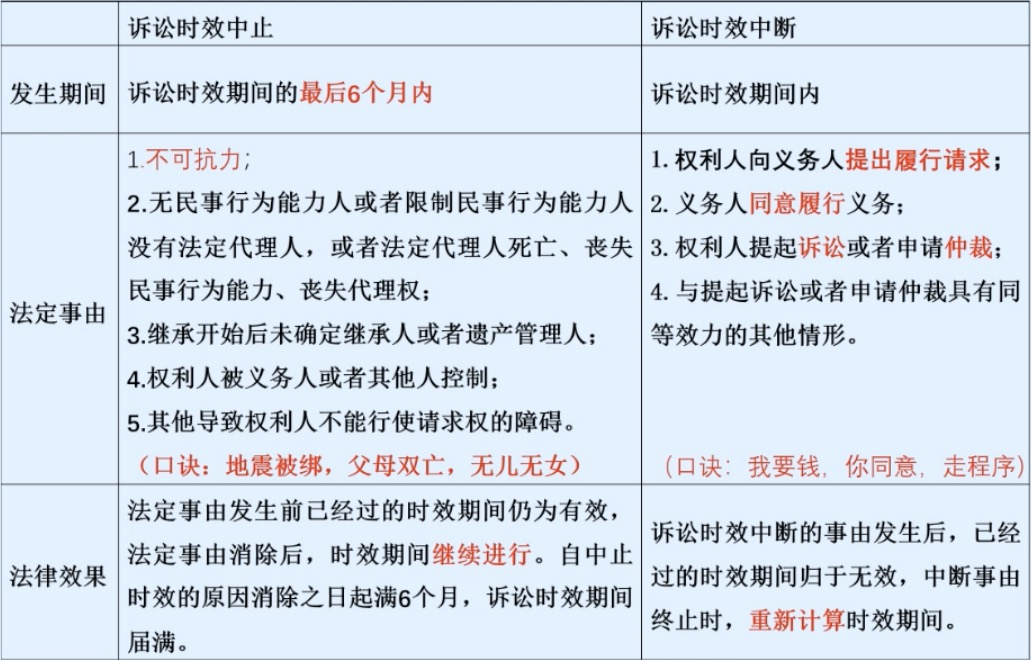 诉讼时效中止
诉讼时效中断
发生期间
诉讼时效期间的最后6个月内
诉讼时效期间内
法定事由
1.不可抗力；
2.无民事行为能力人或者限制民事行为能力人
没有法定代理人，或者法定代理人死亡、丧失
民事行为能力、丧失代理权；
3.继承开始后未确定继承人或者遗产管理人；
4.权利人被义务人或者其他人控制；
5.其他导致权利人不能行使请求权的障碍。
（口诀：地震被绑，父母双亡，无儿无女）
1. 权利人向义务人提出履行请求；
2. 义务人同意履行义务；
3. 权利人提起诉讼或者申请仲裁；
4. 与提起诉讼或者申请仲裁具有同
等效力的其他情形。
（口诀：我要钱，你同意，走程序）
法律效果
法定事由发生前已经过的时效期间仍为有效，
法定事由消除后，时效期间继续进行。自中止
时效的原因消除之日起满6个月，诉讼时效期间
届满。
诉讼时效中断的事由发生后，已经
过的时效期间归于无效，中断事由
终止时，重新计算时效期间。